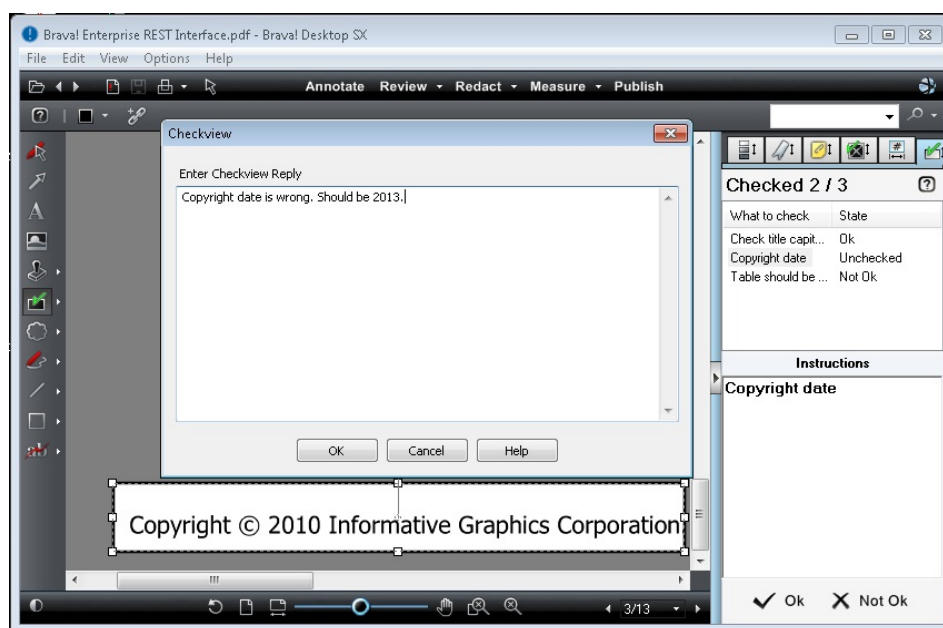 Brava! Enterprise REST Interface.pdf - Brava! Desktop SX
File Edit View Options Help
Annotate Review Redact Measure Publish
Checkview
Enter Checkview Reply
Copyright date is wrong. Should be 2013.
OK Cancel Help
Checked 2 / 3
What to check State
Check title capit... Ok
Copyright date Unchecked
Table should be ... Not Ok
Instructions
Copyright date
Copyright © 2010 Informative Graphics Corporation
3/13
Ok Not Ok